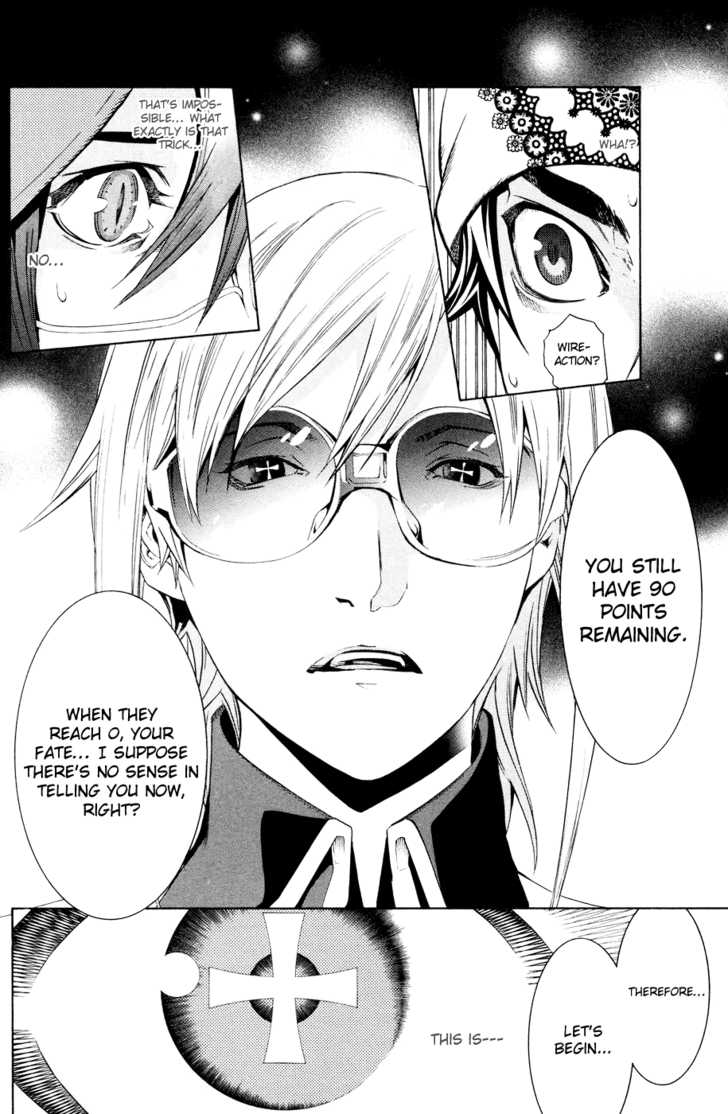 WHA!?
WIRE-
ACTION?
THAT'S IMPOS-
SIBLE... WHAT
EXACTLY IS THAT
TRICK...
NO...
YOU STILL
HAVE 90
POINTS
REMAINING.
WHEN THEY
REACH 0, YOUR
FATE... I SUPPOSE
THERE'S NO SENSE IN
TELLING YOU NOW,
RIGHT?
THEREFORE...
LET'S
BEGIN...
THIS IS---